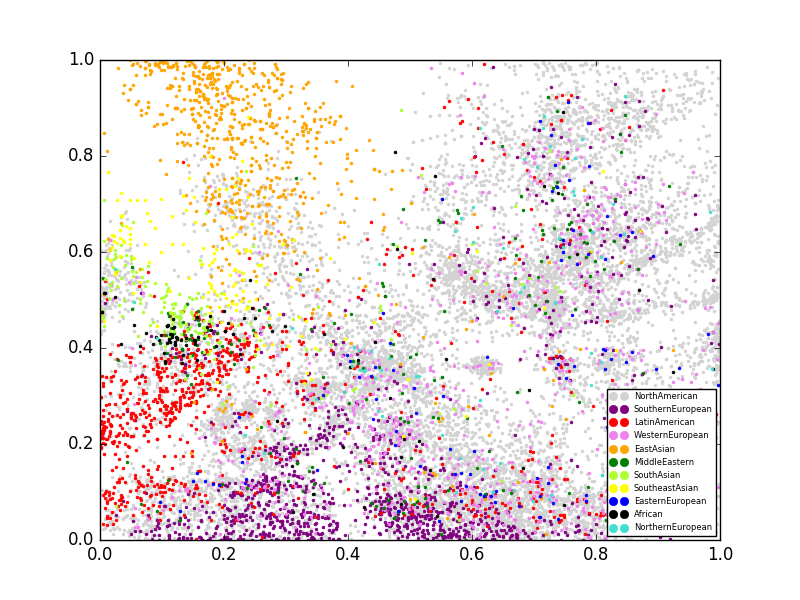 1.0
0.8
0.6
0.4
0.2
0.0
0.0 0.2 0.4 0.6 0.8 1.0
NorthAmerican
SouthernEuropean
LatinAmerican
WesternEuropean
EastAsian
MiddleEastern
SouthAsian
SoutheastAsian
EasternEuropean
African
NorthernEuropean